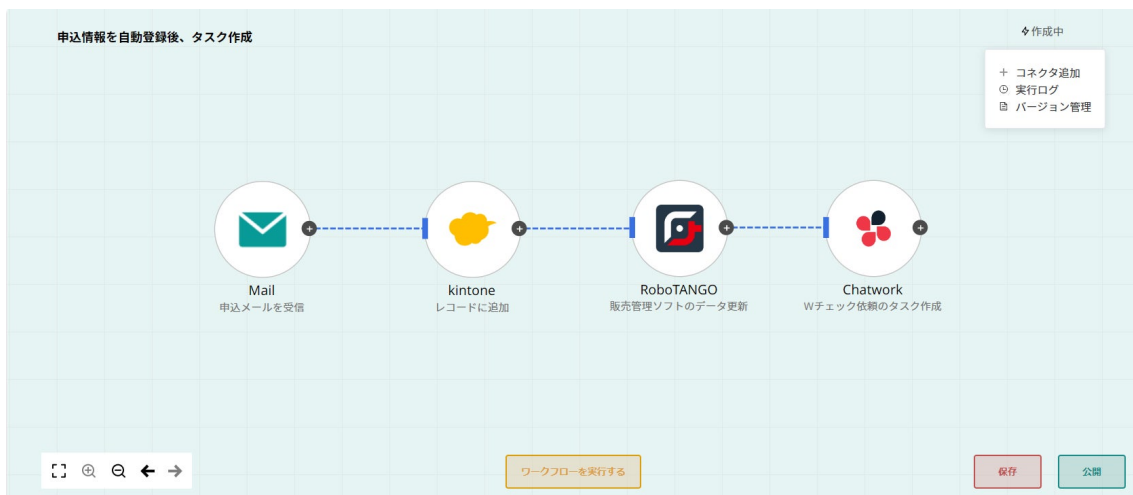 申込情報を自動登録後、タスク作成
作成中
コネクタ追加
実行ログ
バージョン管理
Mail
申込メールを受信
kintone
レコードに追加
RoboTANGO
販売管理ソフトのデータ更新
Chatwork
Wチェック依頼のタスク作成
ワークフローを実行する
保存
公開